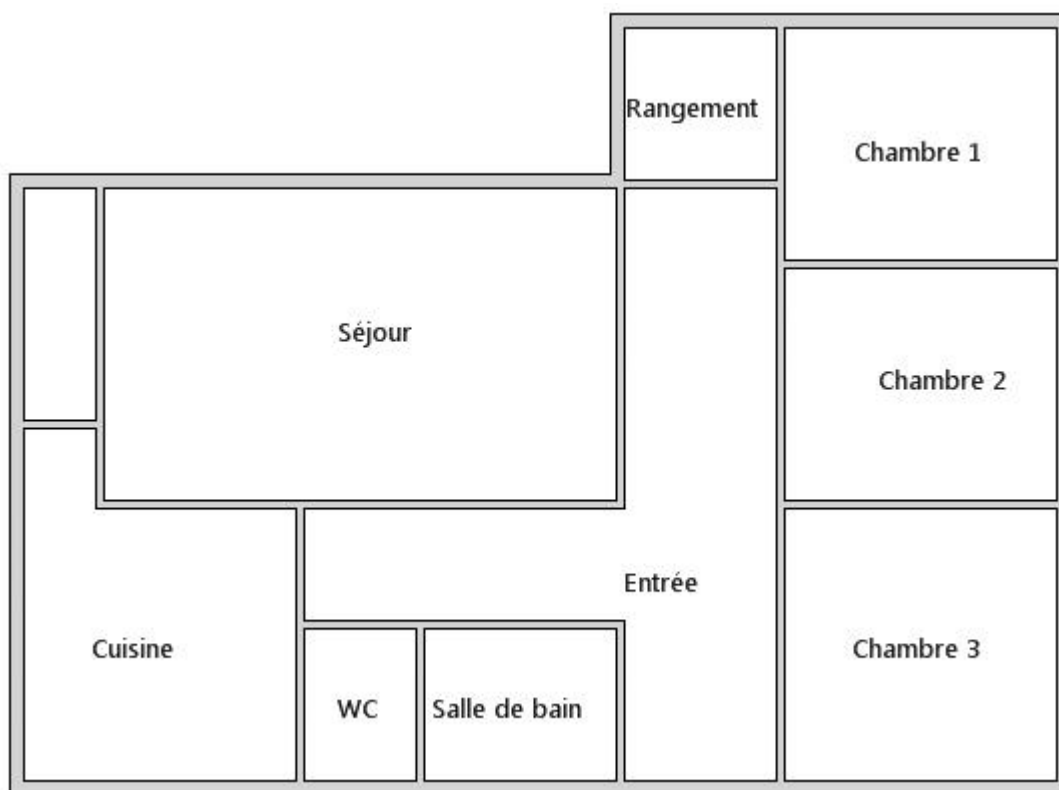 Rangement
Chambre 1
Séjour
Chambre 2
Entrée
Cuisine
Chambre 3
WC
Salle de bain